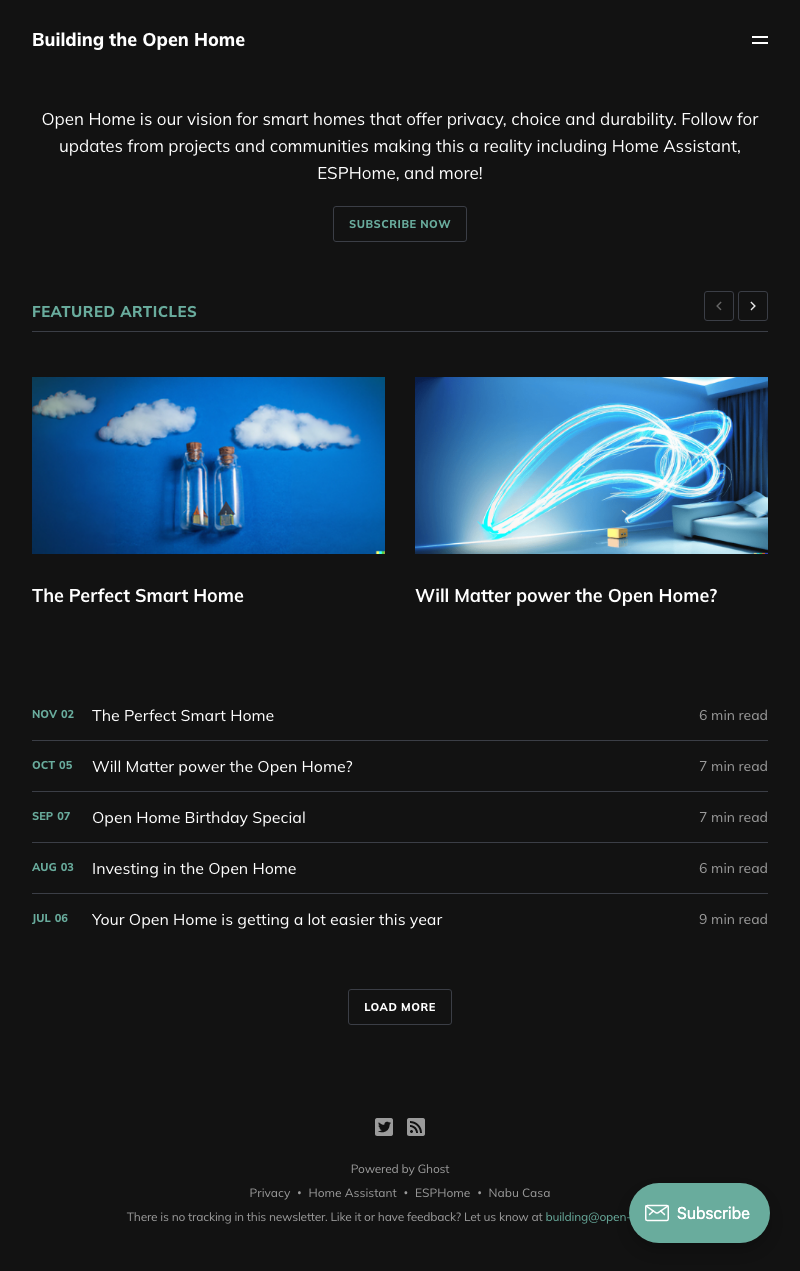 Building the Open Home
Open Home is our vision for smart homes that offer privacy, choice and durability. Follow for
updates from projects and communities making this a reality including Home Assistant,
ESPHome, and more!
SUBSCRIBE NOW
FEATURED ARTICLES
The Perfect Smart Home
Will Matter power the Open Home?
NOV 02 The Perfect Smart Home 6 min read
OCT 05 Will Matter power the Open Home? 7 min read
SEP 07 Open Home Birthday Special 7 min read
AUG 03 Investing in the Open Home 6 min read
JUL 06 Your Open Home is getting a lot easier this year 9 min read
LOAD MORE
Powered by Ghost
Privacy • Home Assistant • ESPHome • Nabu Casa
There is no tracking in this newsletter. Like it or have feedback? Let us know at building@open-
Subscribe